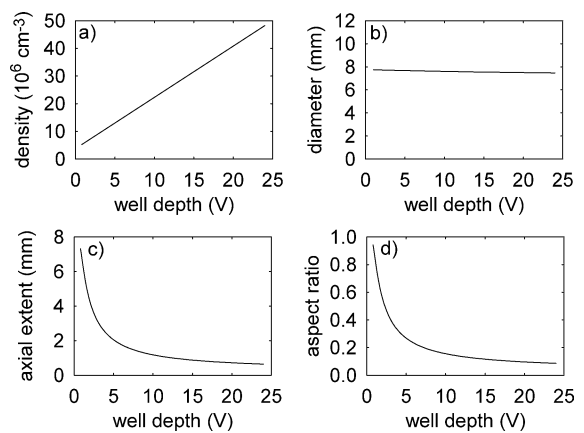 a)
density (10⁶ cm⁻³)
50
40
30
20
10
0
0 5 10 15 20 25
well depth (V)
b)
diameter (mm)
12
10
8
6
4
2
0
0 5 10 15 20 25
well depth (V)
c)
axial extent (mm)
8
6
4
2
0
0 5 10 15 20 25
well depth (V)
d)
aspect ratio
1.0
0.8
0.6
0.4
0.2
0.0
0 5 10 15 20 25
well depth (V)